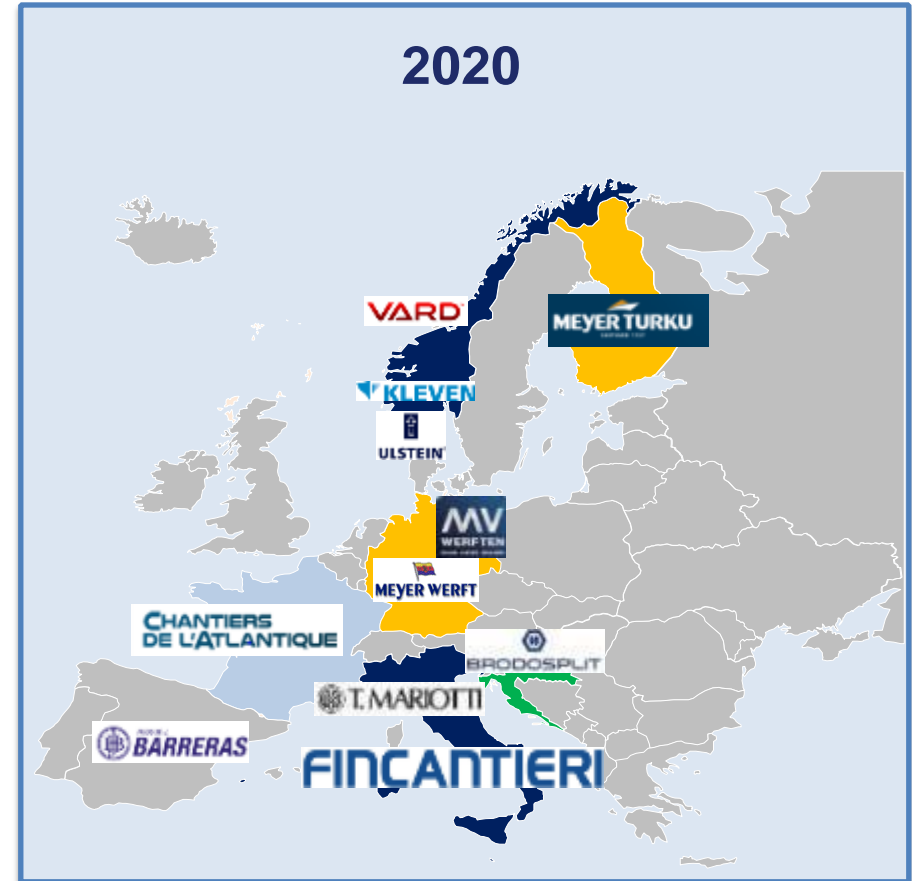 2020
VARD
MEYER TURKU
KLEVEN
ULSTEIN
MV
WERFTEN
MEYER WERFT
CHANTIERS
DE L'ATLANTIQUE
BRODOSPLIT
T. MARIOTTI
BARRERAS
FINCANTIERI